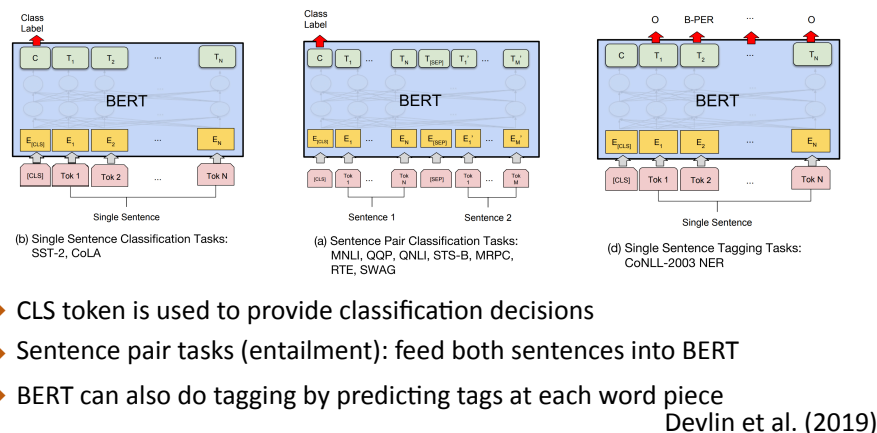 Class
Label
C T1 T2 ... TN
BERT
E[CLS] E1 E2 EN
[CLS] Tok 1 Tok 2 ... Tok N
Single Sentence
(b) Single Sentence Classification Tasks:
SST-2, CoLA
Class
Label
C T1 ... TN T[SEP] T1' ... TM'
BERT
E[CLS] E1 EN E[SEP] E1' EM'
[CLS] Tok 1 ... Tok N [SEP] Tok 1 ... Tok M
Sentence 1 Sentence 2
(a) Sentence Pair Classification Tasks:
MNLI, QQP, QNLI, STS-B, MRPC,
RTE, SWAG
O B-PER ... O
C T1 T2 TN
BERT
E[CLS] E1 E2 EN
[CLS] Tok 1 Tok 2 ... Tok N
Single Sentence
(d) Single Sentence Tagging Tasks:
CoNLL-2003 NER
CLS token is used to provide classification decisions
Sentence pair tasks (entailment): feed both sentences into BERT
BERT can also do tagging by predicting tags at each word piece
Devlin et al. (2019)